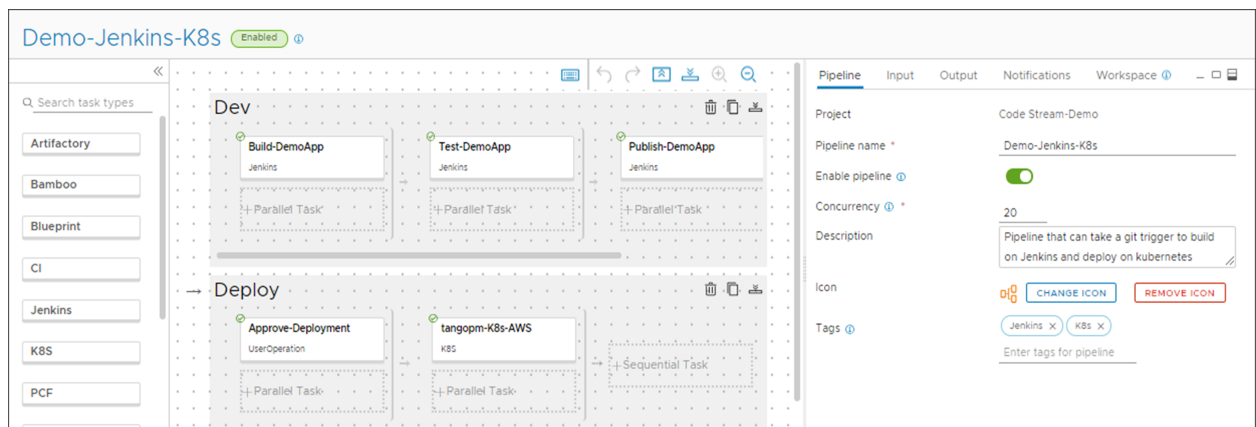 Demo-Jenkins-K8s Enabled
Search task types
Artifactory
Bamboo
Blueprint
CI
Jenkins
K8S
PCF
Dev
Build-DemoApp
Jenkins
+ Parallel Task
Test-DemoApp
Jenkins
+ Parallel Task
Publish-DemoApp
Jenkins
+ Parallel Task
Deploy
Approve-Deployment
UserOperation
+ Parallel Task
tangopm-K8s-AWS
K8S
+ Parallel Task
+ Sequential Task
Pipeline Input Output Notifications Workspace
Project Code Stream-Demo
Pipeline name * Demo-Jenkins-K8s
Enable pipeline
Concurrency * 20
Description Pipeline that can take a git trigger to build
on Jenkins and deploy on kubernetes
Icon CHANGE ICON REMOVE ICON
Tags Jenkins X K8s X
Enter tags for pipeline